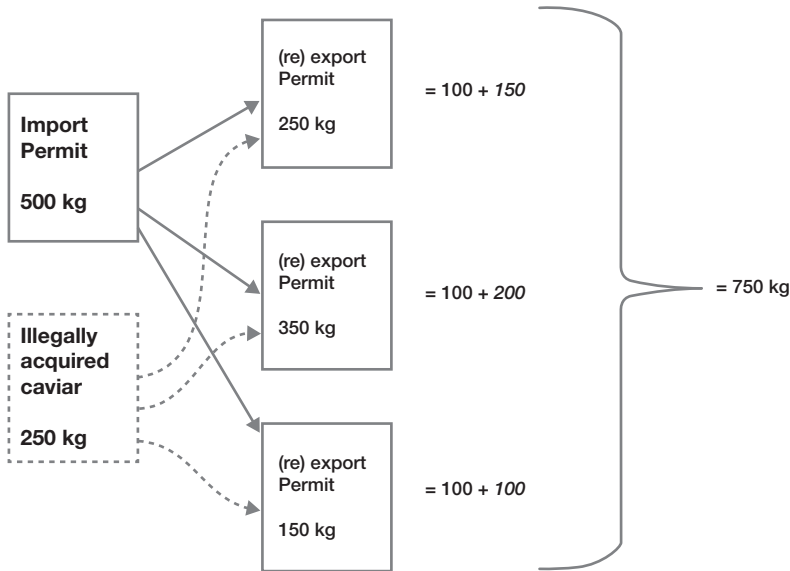 Import
Permit
500 kg
Illegally
acquired
caviar
250 kg
(re) export
Permit
250 kg
= 100 + 150
(re) export
Permit
350 kg
= 100 + 200
(re) export
Permit
150 kg
= 100 + 100
= 750 kg